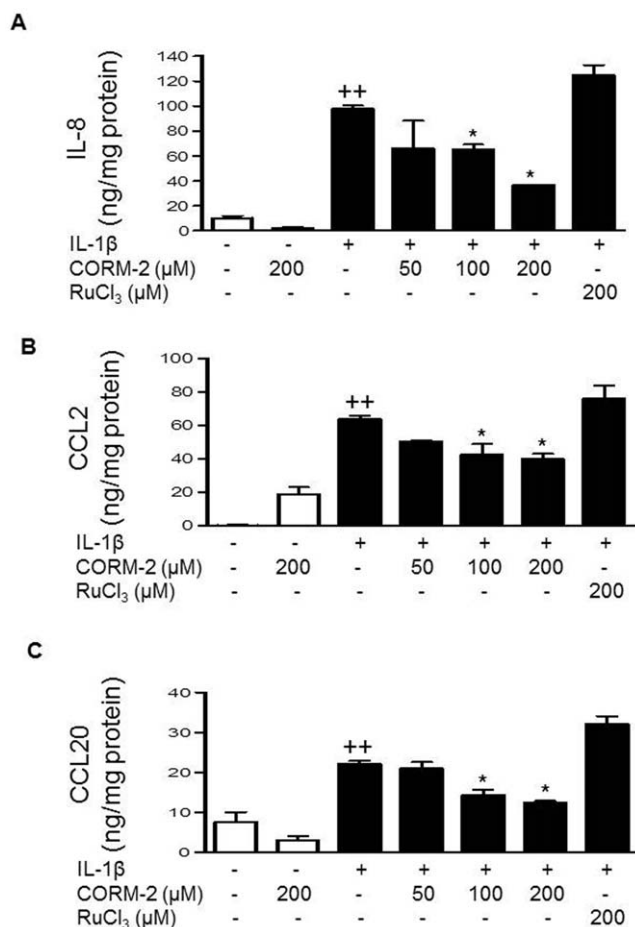 A
IL-8
(ng/mg protein)
140
120
100
80
60
40
20
0
++
*
*
IL-1β - - + + + + +
CORM-2 (µM) - 200 - 50 100 200 -
RuCl₃ (µM) - - - - - - 200
B
CCL2
(ng/mg protein)
100
80
60
40
20
0
++
*
*
IL-1β - - + + + + +
CORM-2 (µM) - 200 - 50 100 200 -
RuCl₃ (µM) - - - - - - 200
C
CCL20
(ng/mg protein)
40
30
20
10
0
++
*
*
IL-1β - - + + + + +
CORM-2 (µM) - 200 - 50 100 200 -
RuCl₃ (µM) - - - - - - 200